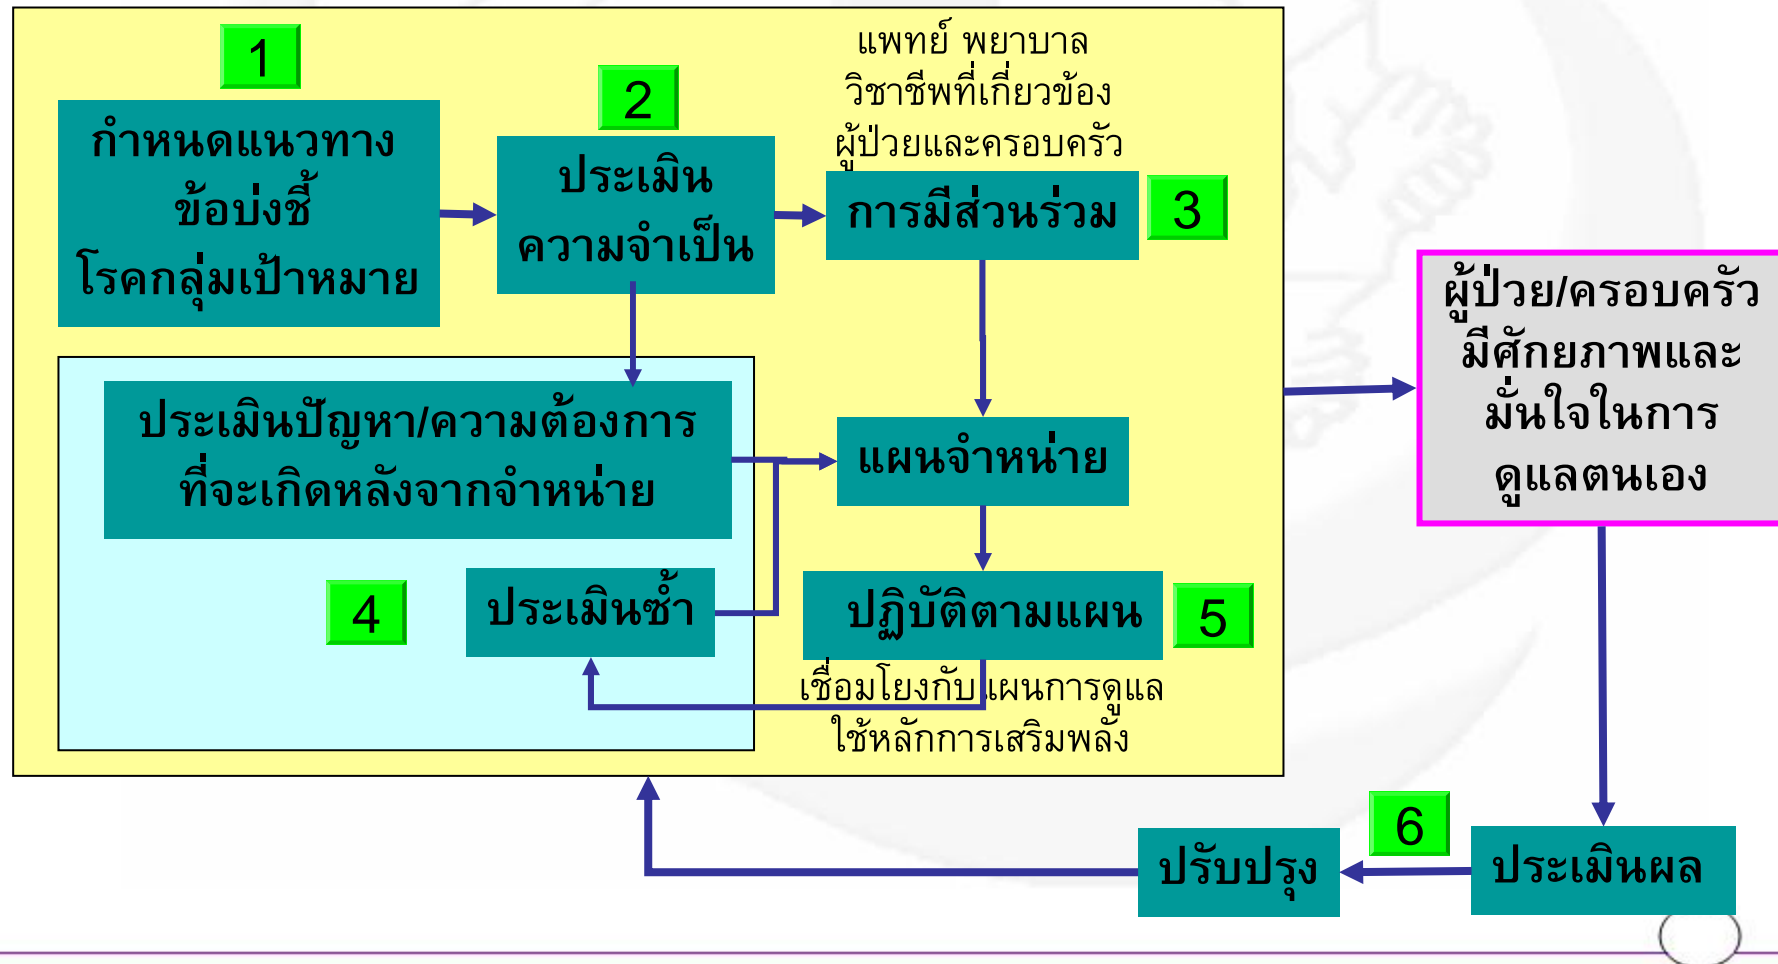 1
กำหนดแนวทาง
ข้อบ่งชี้
โรคกลุ่มเป้าหมาย
2
ประเมิน
ความจำเป็น
แพทย์ พยาบาล
วิชาชีพที่เกี่ยวข้อง
ผู้ป่วยและครอบครัว
การมีส่วนร่วม
3
ประเมินปัญหา/ความต้องการ
ที่จะเกิดหลังจากจำหน่าย
แผนจำหน่าย
4
ประเมินซ้ำ
ปฏิบัติตามแผน
5
เชื่อมโยงกับแผนการดูแล
ใช้หลักการเสริมพลัง
ผู้ป่วย/ครอบครัว
มีศักยภาพและ
มั่นใจในการ
ดูแลตนเอง
6
ปรับปรุง
ประเมินผล